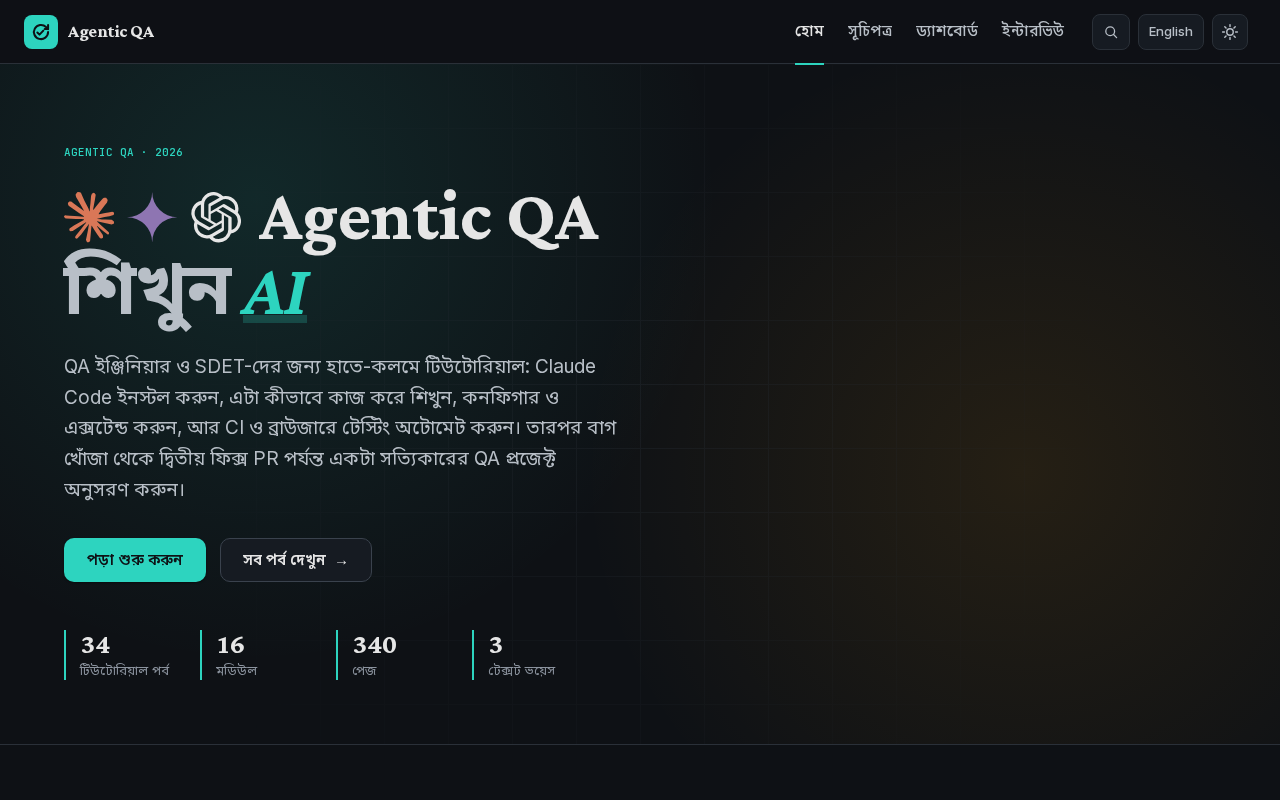 Agentic QA
হোম
সূচিপত্র
ড্যাশবোর্ড
ইন্টারভিউ
English
AGENTIC QA · 2026
Agentic QA
শিখুন AI
QA ইঞ্জিনিয়ার ও SDET-দের জন্য হাতে-কলমে টিউটোরিয়াল: Claude
Code ইনস্টল করুন, এটা কীভাবে কাজ করে শিখুন, কনফিগার ও
এক্সটেন্ড করুন, আর CI ও ব্রাউজারে টেস্টিং অটোমেট করুন। তারপর বাগ
খোঁজা থেকে দ্বিতীয় ফিক্স PR পর্যন্ত একটা সত্যিকারের QA প্রজেক্ট
অনুসরণ করুন।
পড়া শুরু করুন
সব পর্ব দেখুন →
34
টিউটোরিয়াল পর্ব
16
মডিউল
340
পেজ
3
টেক্সট ভয়েস